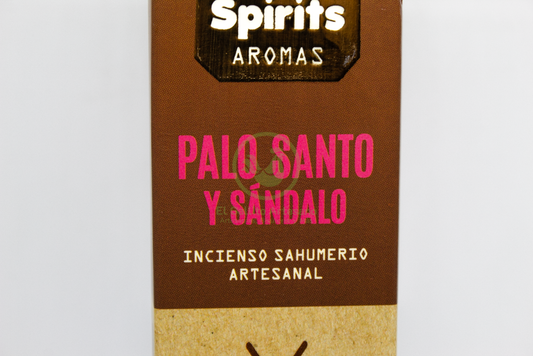 Spirits
AROMAS
PALO SANTO
Y SÁNDALO
INCIENSO SAHUMERIO
ARTESANAL